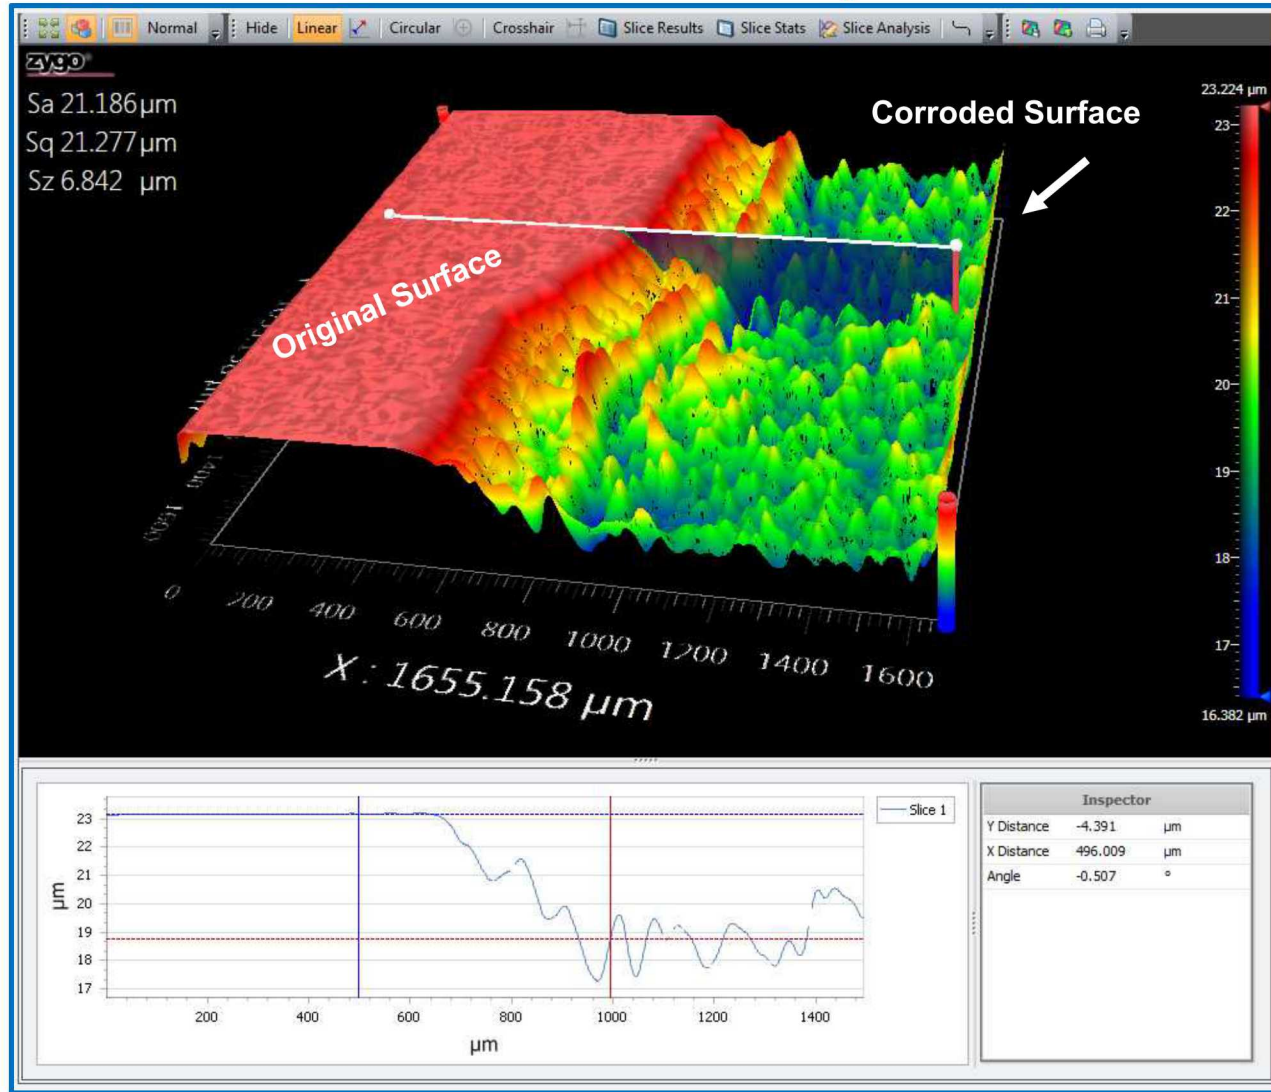 Normal Hide Linear Circular Crosshair Slice Results Slice Stats Slice Analysis
zygo
Sa 21.186 µm
Sq 21.277 µm
Sz 6.842 µm
Corroded Surface
Original Surface
23.224 µm
23
22
21
20
19
18
17
16.382 µm
1400
1600
0 200 400 600 800 1000 1200 1400 1600
X : 1655.158 µm
23
22
21
20
19
18
17
µm
200 400 600 800 1000 1200 1400
µm
Slice 1
Inspector
Y Distance -4.391 µm
X Distance 496.009 µm
Angle -0.507 °